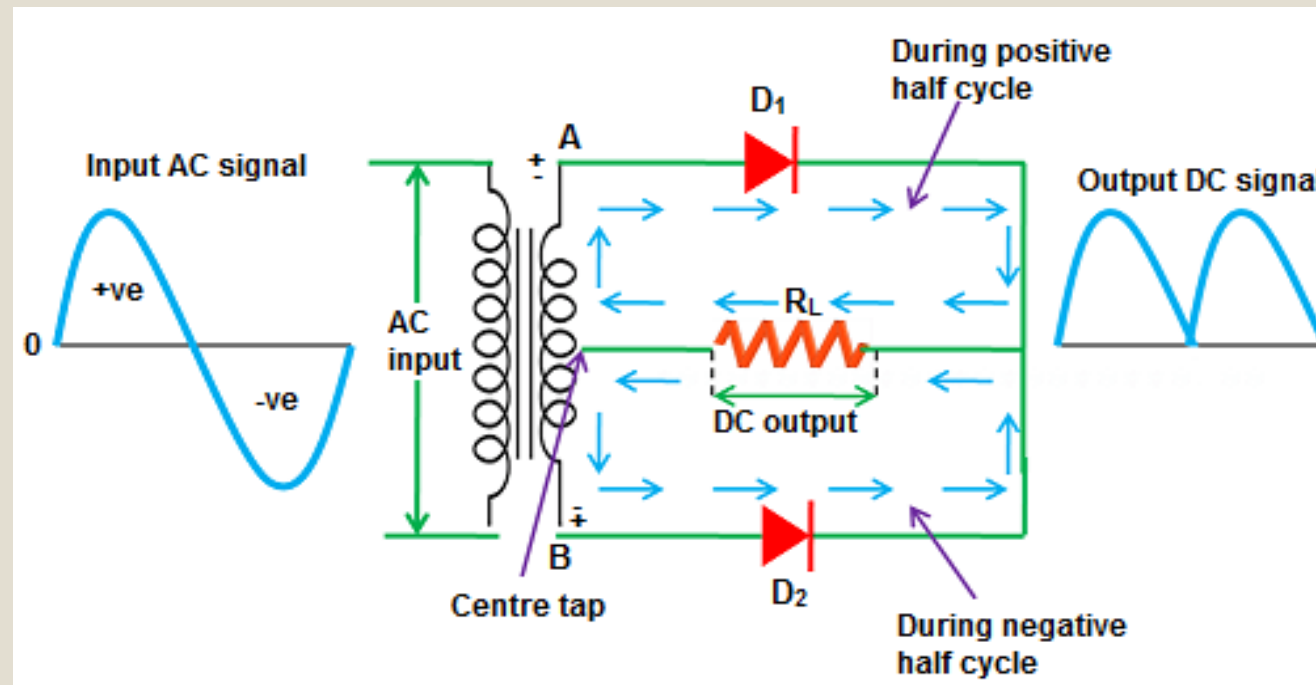 During positive
half cycle
D₁
A
+
-
Input AC signal
Output DC signa
+ve
0
AC
input
RL
-ve
DC output
-
+
B
Centre tap
D₂
During negative
half cycle